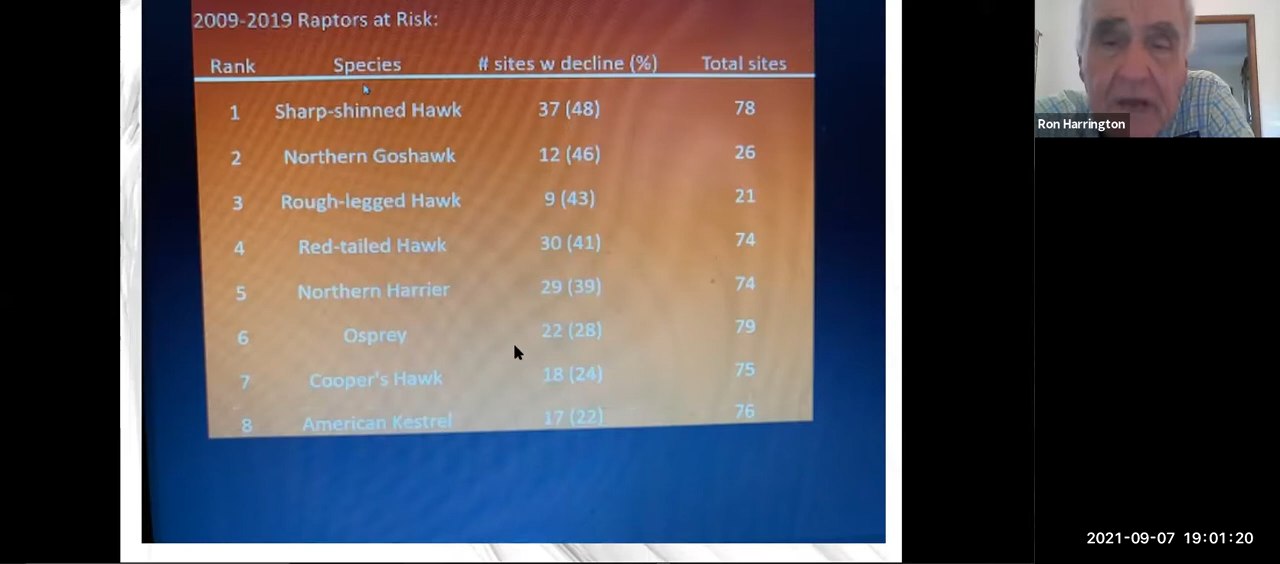 2009-2019 Raptors at Risk:
Rank Species # sites w decline (%) Total sites
1 Sharp-shinned Hawk 37 (48) 78
2 Northern Goshawk 12 (46) 26
3 Rough-legged Hawk 9 (43) 21
4 Red-tailed Hawk 30 (41) 74
5 Northern Harrier 29 (39) 74
6 Osprey 22 (28) 79
7 Cooper's Hawk 18 (24) 75
8 American Kestrel 17 (22) 76
Ron Harrington
2021-09-07 19:01:20